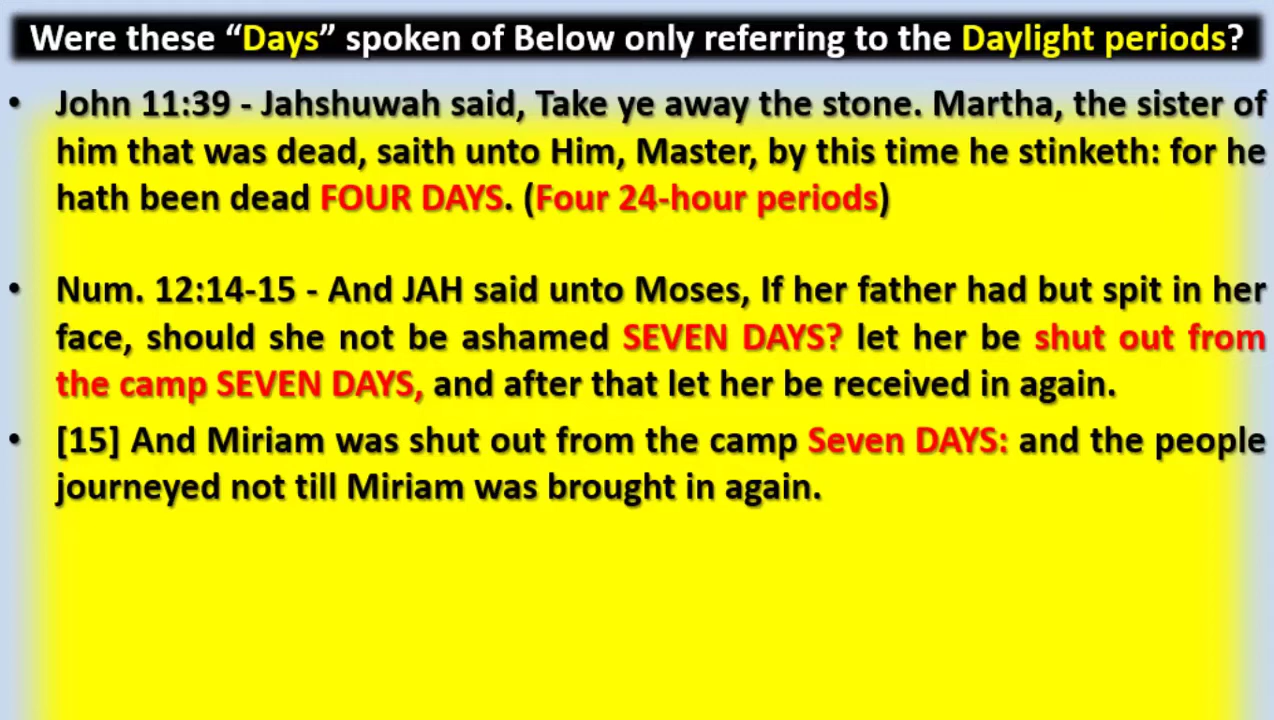 Were these “Days” spoken of Below only referring to the Daylight periods?
• John 11:39 - Jahshuwah said, Take ye away the stone. Martha, the sister of
him that was dead, saith unto Him, Master, by this time he stinketh: for he
hath been dead FOUR DAYS. (Four 24-hour periods)
• Num. 12:14-15 - And JAH said unto Moses, If her father had but spit in her
face, should she not be ashamed SEVEN DAYS? let her be shut out from
the camp SEVEN DAYS, and after that let her be received in again.
• [15] And Miriam was shut out from the camp Seven DAYS: and the people
journeyed not till Miriam was brought in again.